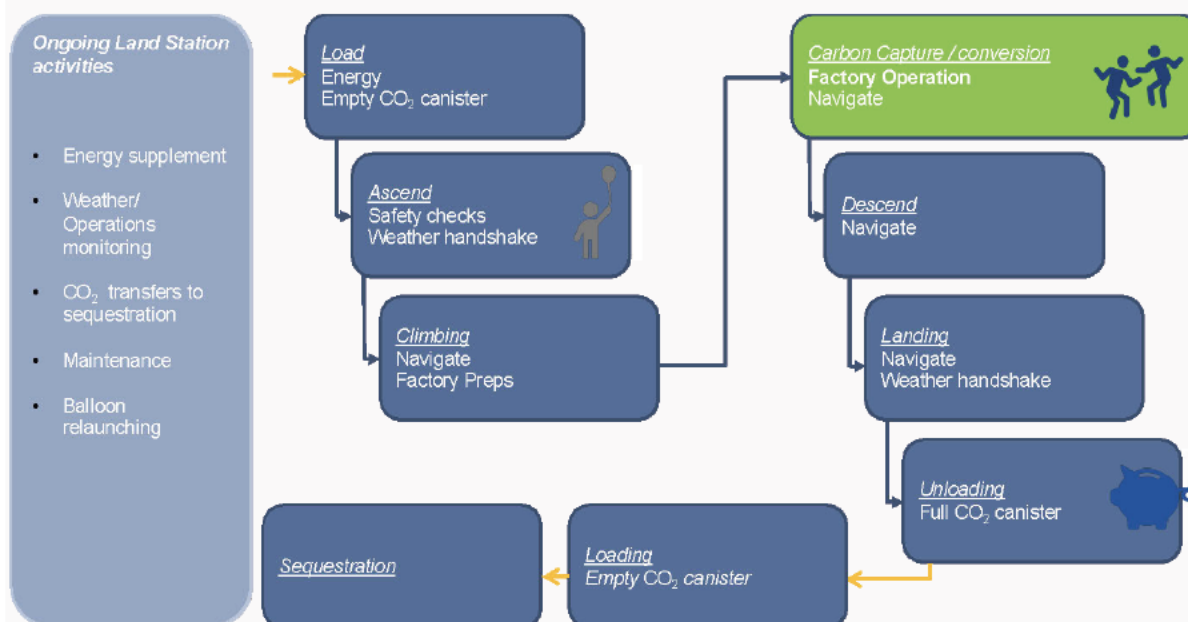 Ongoing Land Station
activities
• Energy supplement
• Weather/
Operations
monitoring
• CO₂ transfers to
sequestration
• Maintenance
• Balloon
relaunching
Load
Energy
Empty CO₂ canister
Ascend
Safety checks
Weather handshake
Climbing
Navigate
Factory Preps
Carbon Capture / conversion
Factory Operation
Navigate
Descend
Navigate
Landing
Navigate
Weather handshake
Unloading
Full CO₂ canister
Loading
Empty CO₂ canister
Sequestration